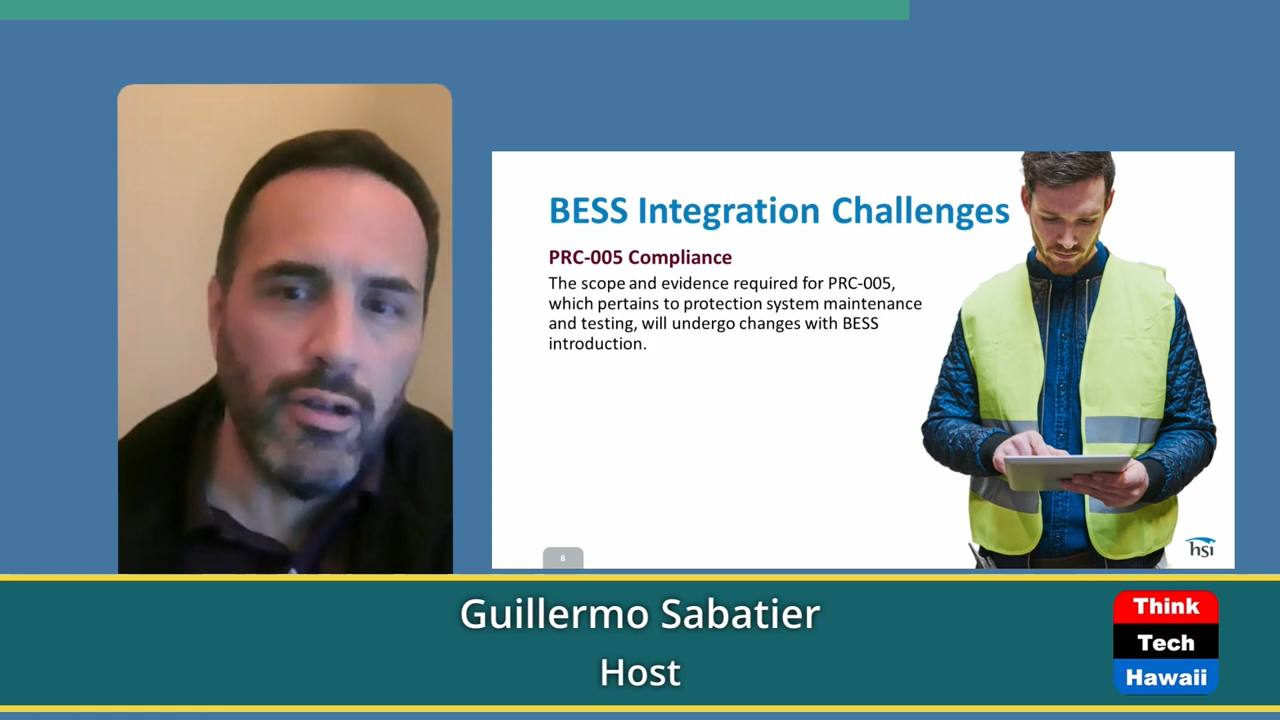 BESS Integration Challenges
PRC-005 Compliance
The scope and evidence required for PRC-005,
which pertains to protection system maintenance
and testing, will undergo changes with BESS
introduction.
8
hsi
Guillermo Sabatier
Host
Think
Tech
Hawaii